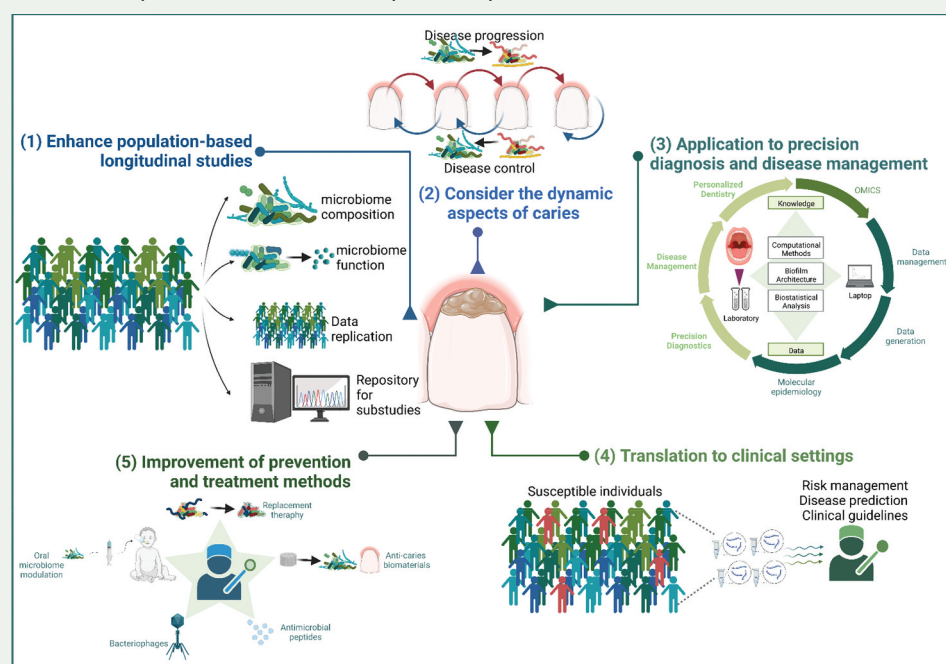 Disease progression
Disease control
(1) Enhance population-based
longitudinal studies
microbiome
composition
microbiome
function
Data
replication
Repository
for
substudies
(2) Consider the dynamic
aspects of caries
(3) Application to precision
diagnosis and disease management
Personalized
Dentistry
OMICS
Knowledge
Disease
Management
Computational
Methods
Biofilm
Architecture
Biostatistical
Analysis
Laboratory
Laptop
Data
management
Data
generation
Precision
Diagnostics
Data
Molecular
epidemiology
(5) Improvement of prevention
and treatment methods
Replacement
theraphy
Oral
microbiome
modulation
Anti-caries
biomaterials
Bacteriophages
Antimicrobial
peptides
(4) Translation to clinical settings
Susceptible individuals
Risk management
Disease prediction
Clinical guidelines